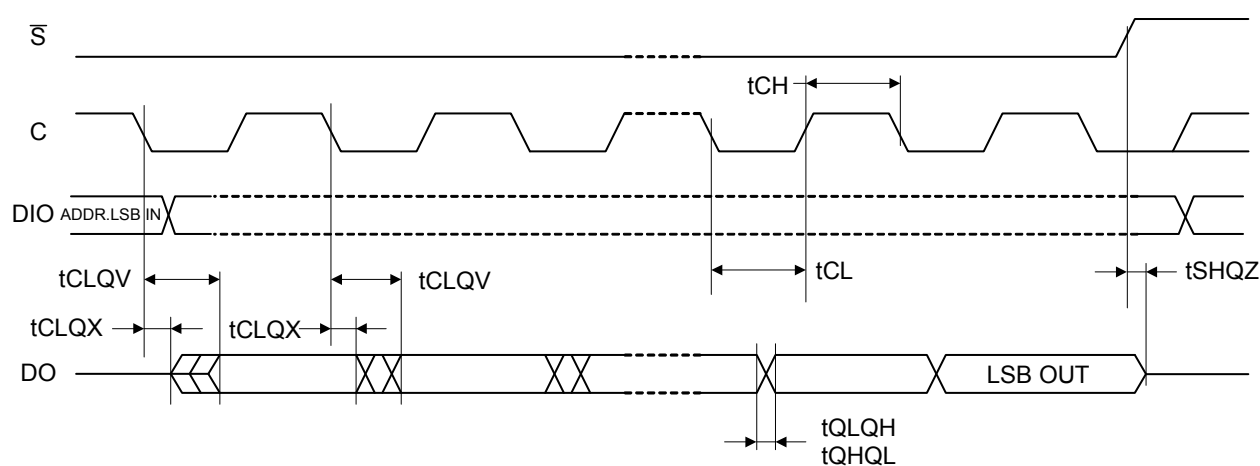 S̅
tCH
C
DIO ADDR.LSB IN
tCLQV
tCLQV
tCL
tSHQZ
tCLQX
tCLQX
DO
LSB OUT
tQLQH
tQHQL